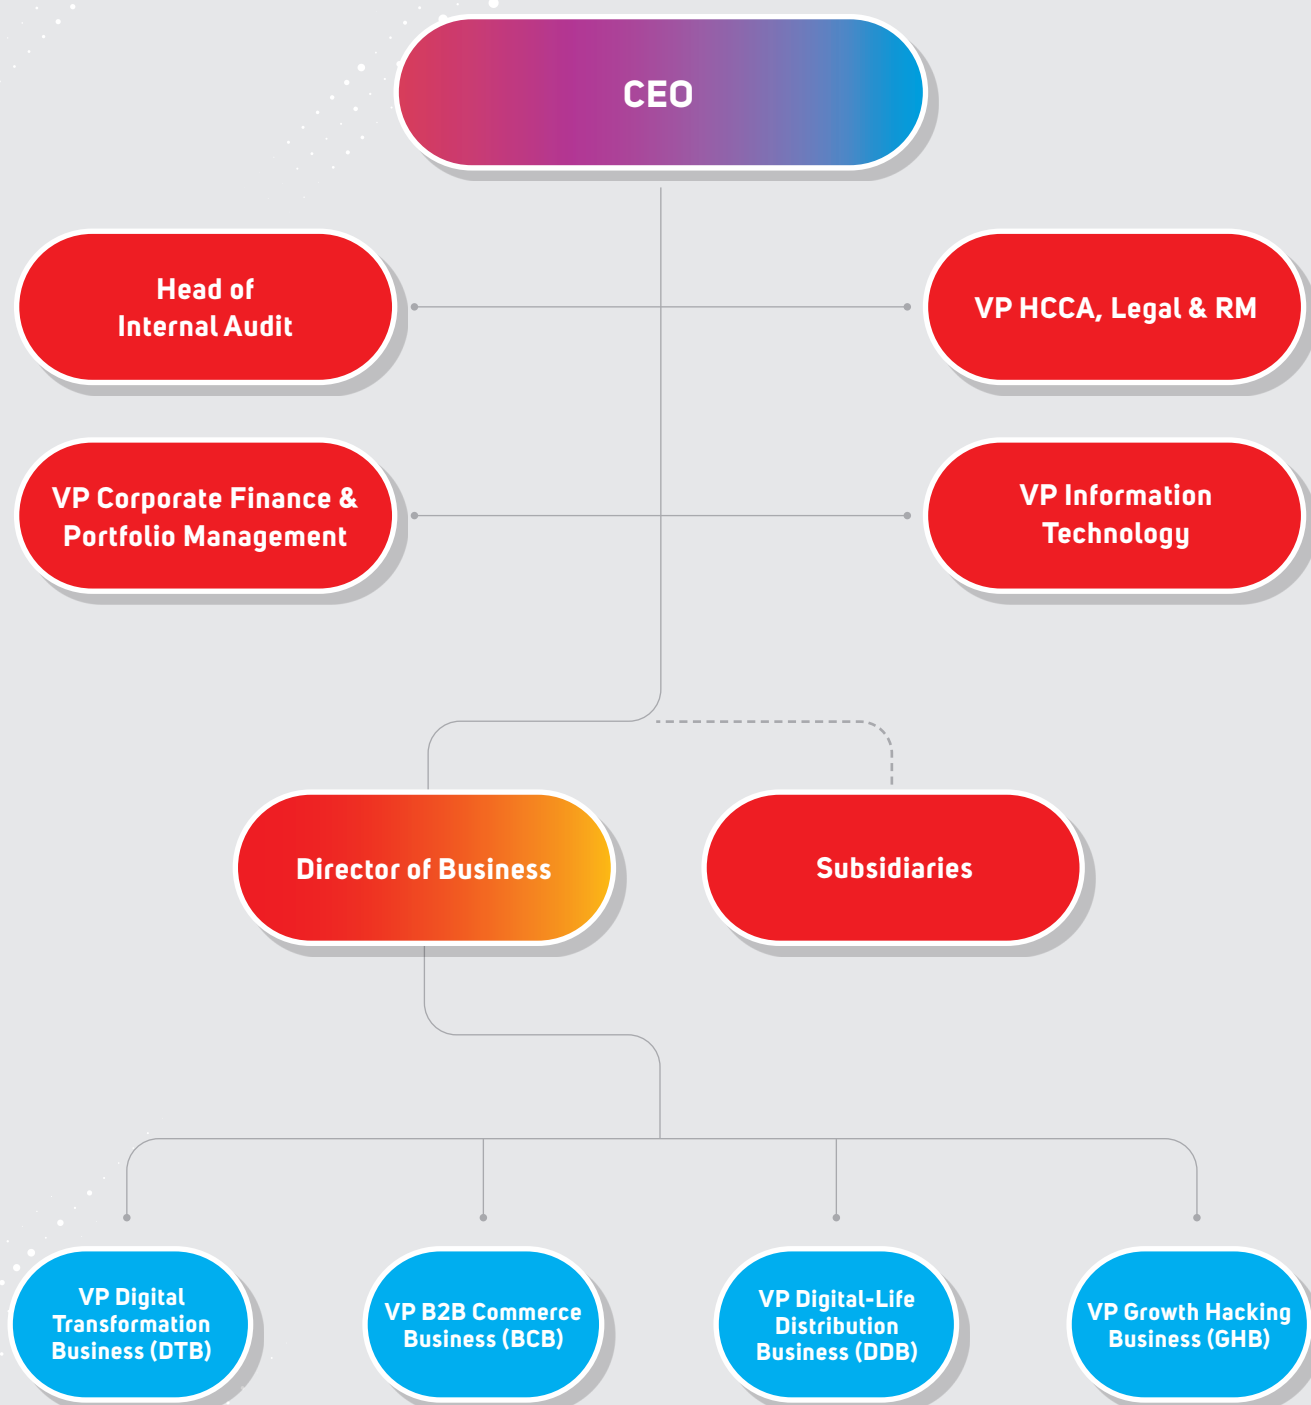 CEO
Head of
Internal Audit
VP HCCA, Legal & RM
VP Corporate Finance &
Portfolio Management
VP Information
Technology
Director of Business
Subsidiaries
VP Digital
Transformation
Business (DTB)
VP B2B Commerce
Business (BCB)
VP Digital-Life
Distribution
Business (DDB)
VP Growth Hacking
Business (GHB)